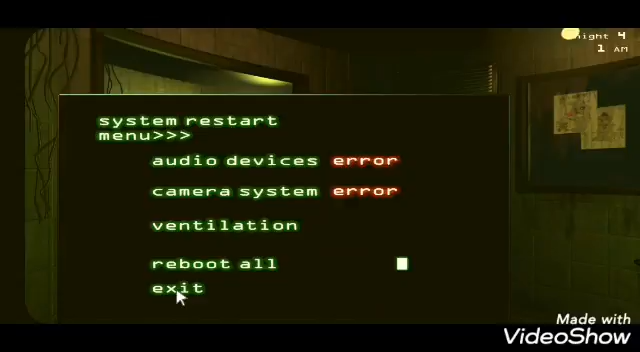 night 4
1 AM
system restart
menu>>>
audio devices error
camera system error
ventilation
reboot all
exit
Made with
VideoShow